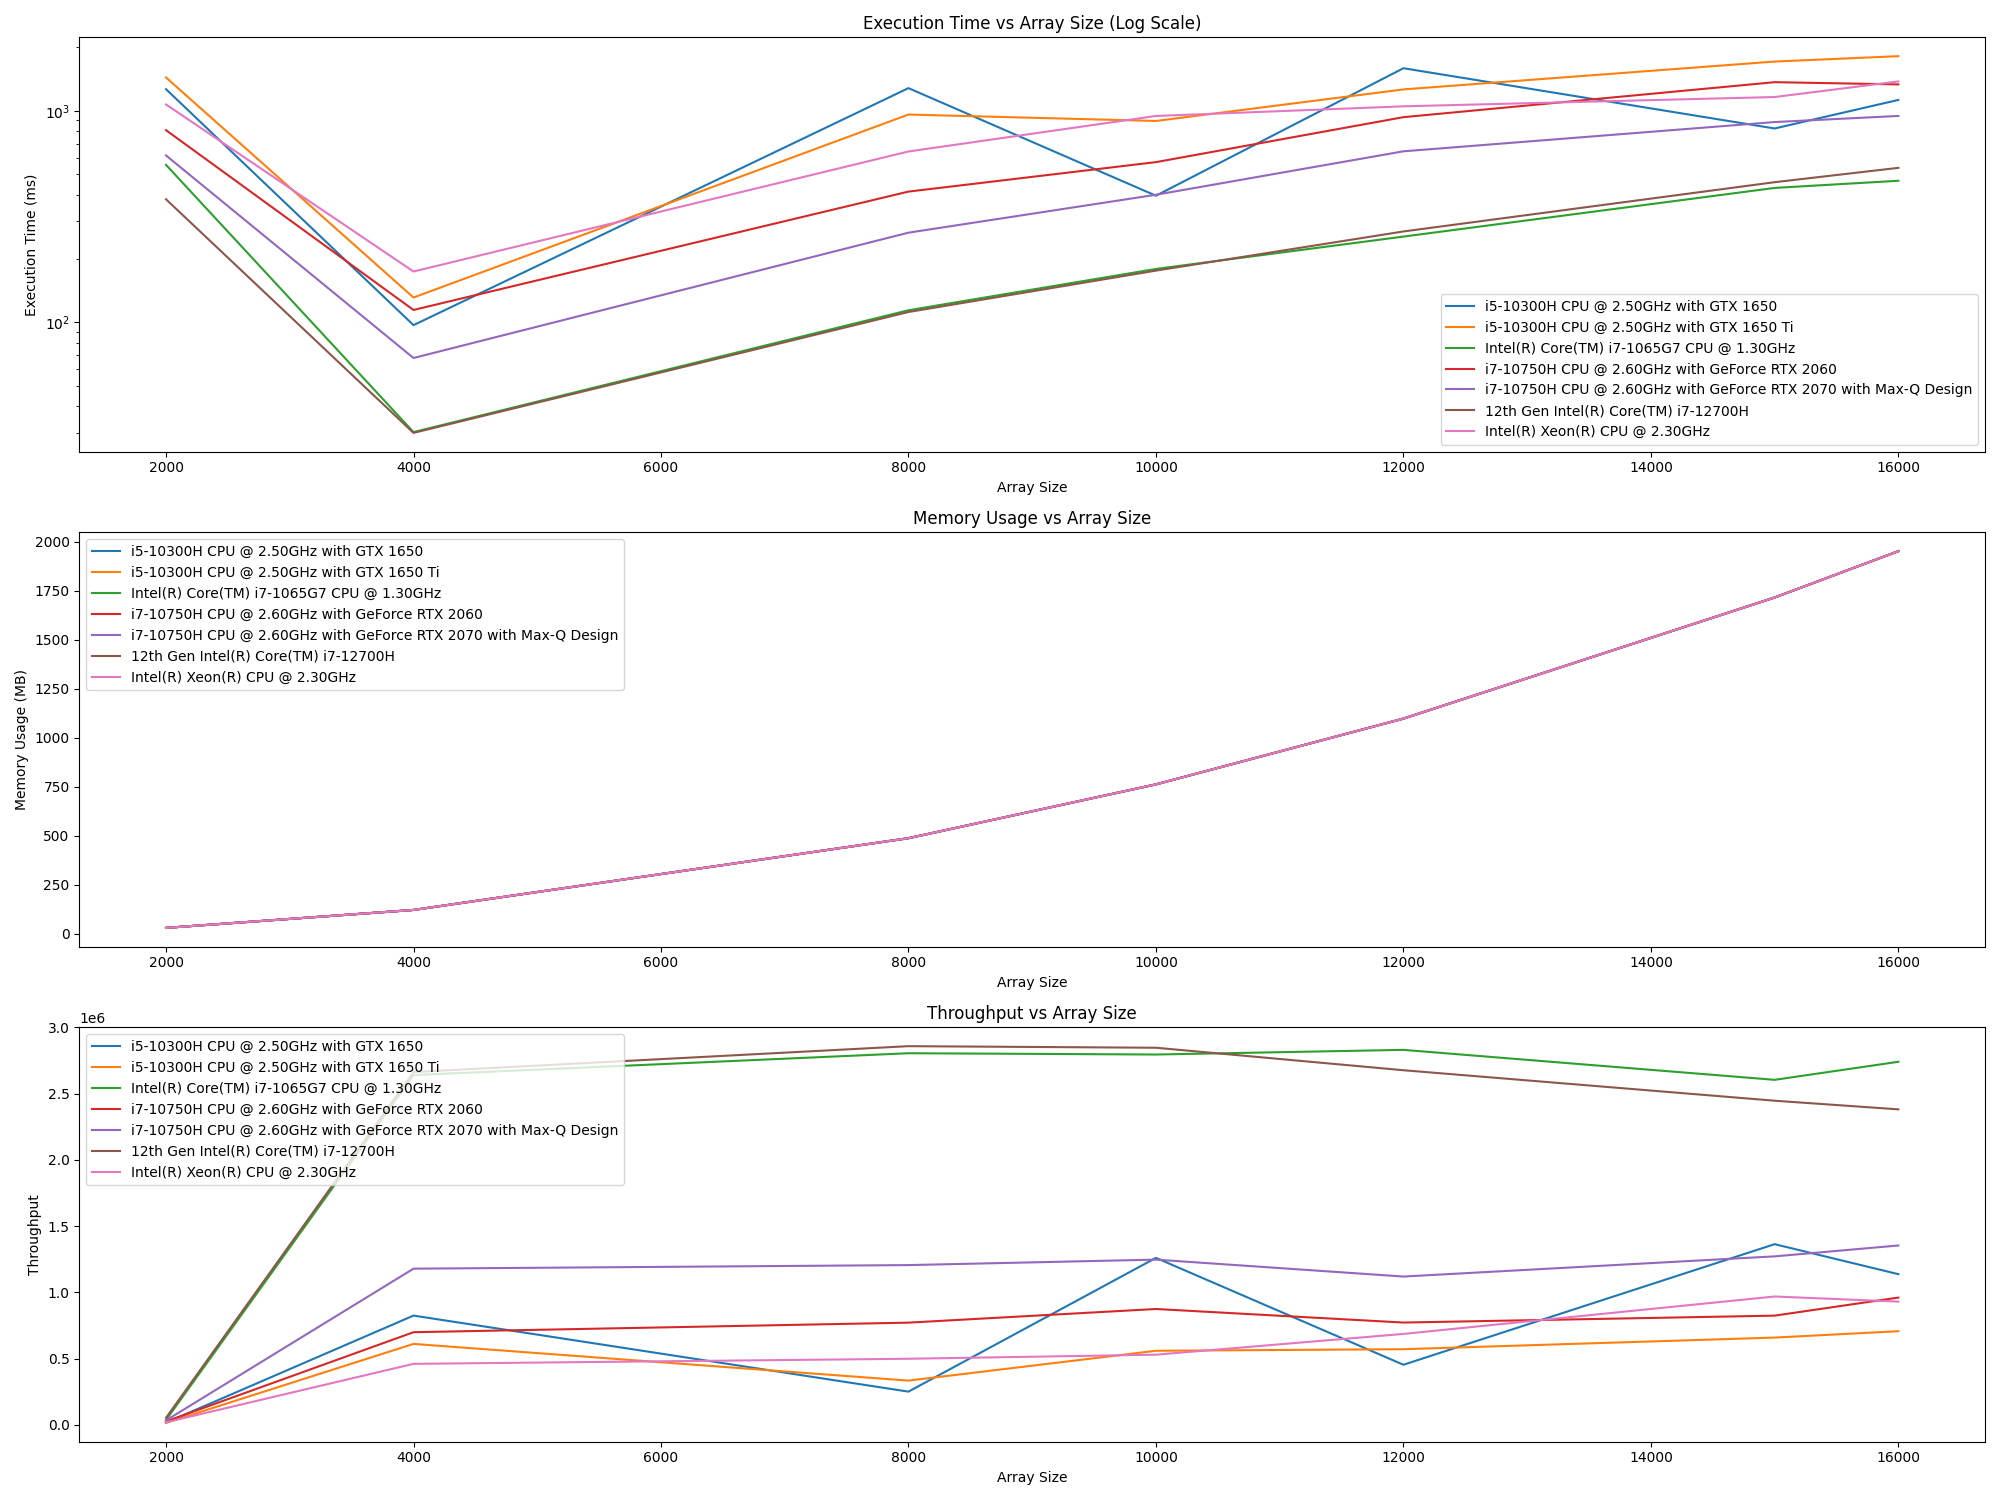 Execution Time vs Array Size (Log Scale)
10^3
10^2
Execution Time (ms)
i5-10300H CPU @ 2.50GHz with GTX 1650
i5-10300H CPU @ 2.50GHz with GTX 1650 Ti
Intel(R) Core(TM) i7-1065G7 CPU @ 1.30GHz
i7-10750H CPU @ 2.60GHz with GeForce RTX 2060
i7-10750H CPU @ 2.60GHz with GeForce RTX 2070 with Max-Q Design
12th Gen Intel(R) Core(TM) i7-12700H
Intel(R) Xeon(R) CPU @ 2.30GHz
2000 4000 6000 8000 10000 12000 14000 16000
Array Size
Memory Usage vs Array Size
2000
1750
1500
1250
1000
750
500
250
0
Memory Usage (MB)
i5-10300H CPU @ 2.50GHz with GTX 1650
i5-10300H CPU @ 2.50GHz with GTX 1650 Ti
Intel(R) Core(TM) i7-1065G7 CPU @ 1.30GHz
i7-10750H CPU @ 2.60GHz with GeForce RTX 2060
i7-10750H CPU @ 2.60GHz with GeForce RTX 2070 with Max-Q Design
12th Gen Intel(R) Core(TM) i7-12700H
Intel(R) Xeon(R) CPU @ 2.30GHz
2000 4000 6000 8000 10000 12000 14000 16000
Array Size
Throughput vs Array Size
1e6
3.0
2.5
2.0
1.5
1.0
0.5
0.0
Throughput
i5-10300H CPU @ 2.50GHz with GTX 1650
i5-10300H CPU @ 2.50GHz with GTX 1650 Ti
Intel(R) Core(TM) i7-1065G7 CPU @ 1.30GHz
i7-10750H CPU @ 2.60GHz with GeForce RTX 2060
i7-10750H CPU @ 2.60GHz with GeForce RTX 2070 with Max-Q Design
12th Gen Intel(R) Core(TM) i7-12700H
Intel(R) Xeon(R) CPU @ 2.30GHz
2000 4000 6000 8000 10000 12000 14000 16000
Array Size